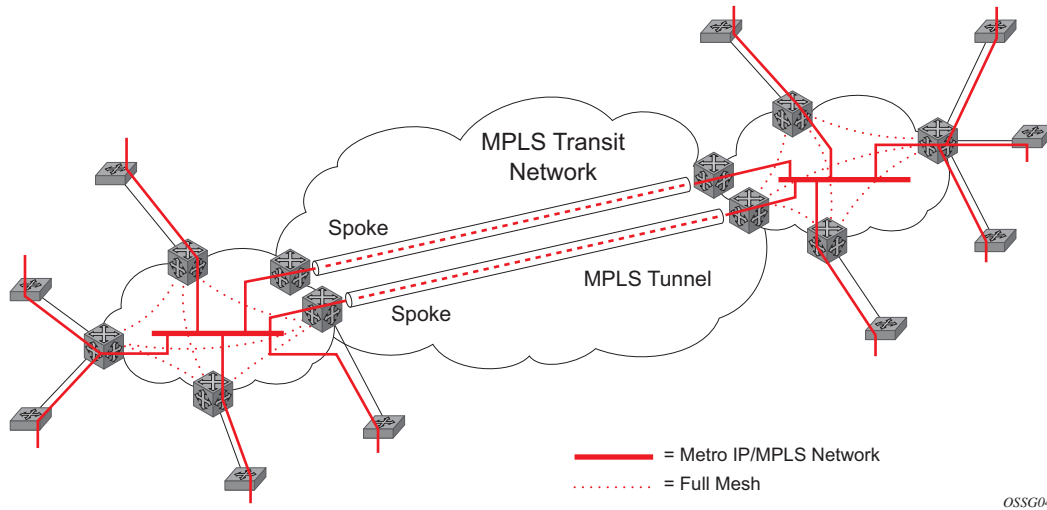 MPLS Transit
Network
Spoke
MPLS Tunnel
Spoke
= Metro IP/MPLS Network
= Full Mesh